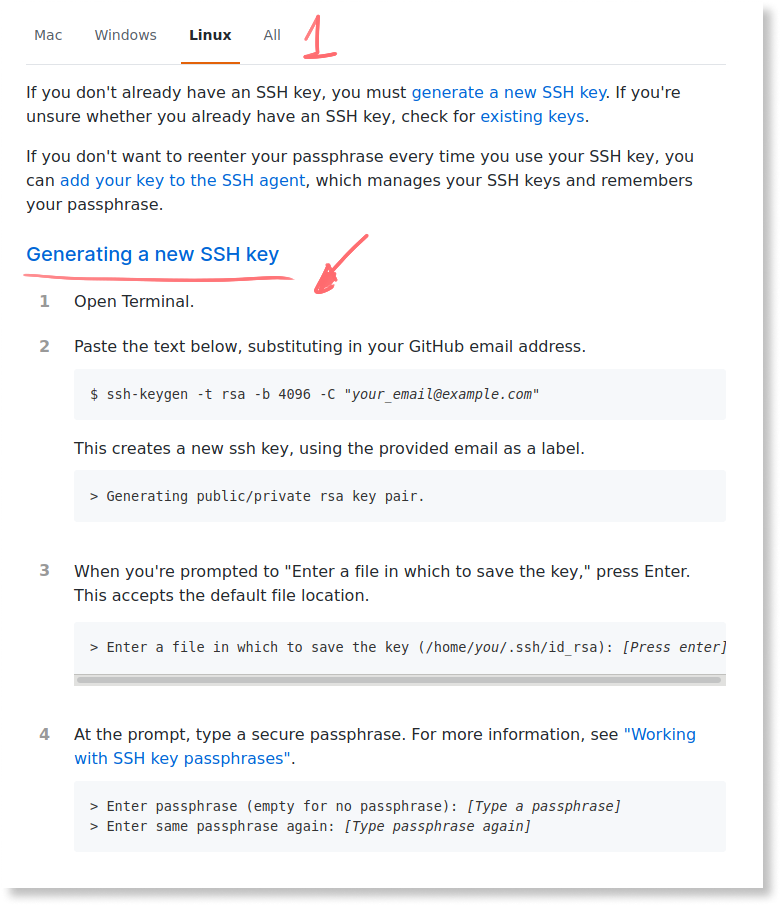 Mac Windows Linux All 1
If you don't already have an SSH key, you must generate a new SSH key. If you're
unsure whether you already have an SSH key, check for existing keys.
If you don't want to reenter your passphrase every time you use your SSH key, you
can add your key to the SSH agent, which manages your SSH keys and remembers
your passphrase.
Generating a new SSH key
1 Open Terminal.
2 Paste the text below, substituting in your GitHub email address.
$ ssh-keygen -t rsa -b 4096 -C "your_email@example.com"
This creates a new ssh key, using the provided email as a label.
> Generating public/private rsa key pair.
3 When you're prompted to "Enter a file in which to save the key," press Enter.
This accepts the default file location.
> Enter a file in which to save the key (/home/you/.ssh/id_rsa): [Press enter]
4 At the prompt, type a secure passphrase. For more information, see "Working
with SSH key passphrases".
> Enter passphrase (empty for no passphrase): [Type a passphrase]
> Enter same passphrase again: [Type passphrase again]